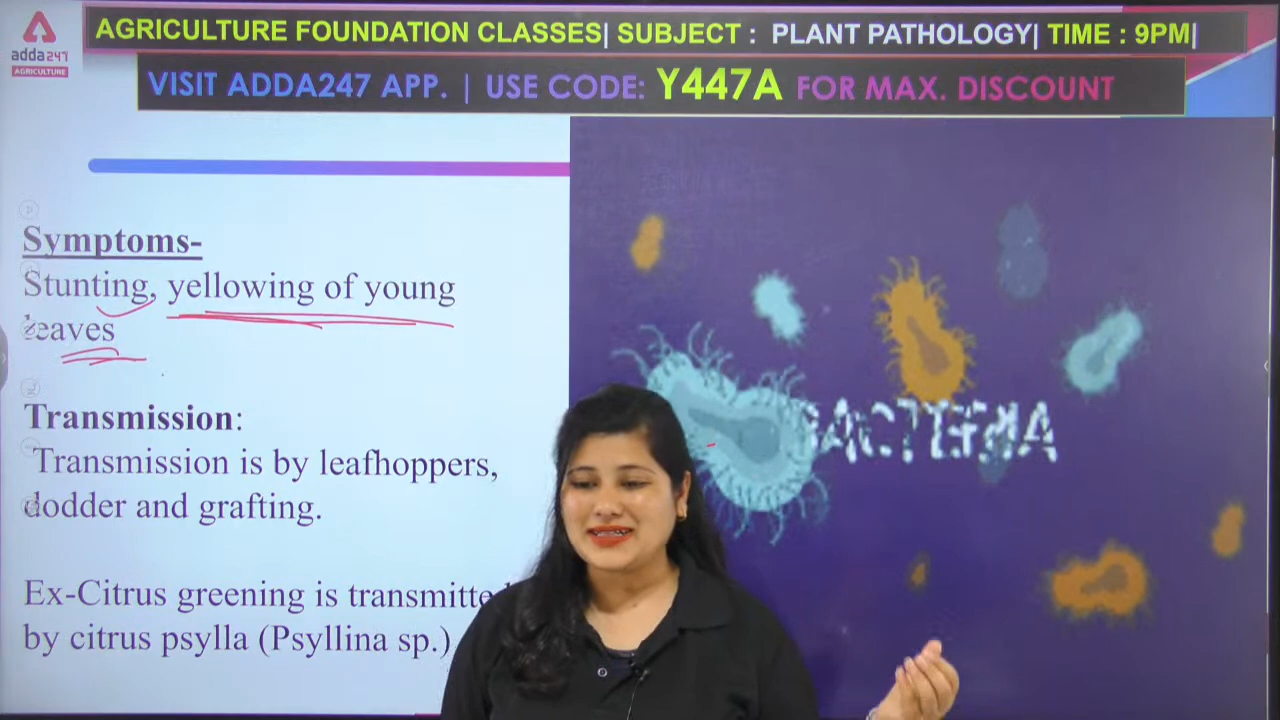 adda247
AGRICULTURE
AGRICULTURE FOUNDATION CLASSES| SUBJECT : PLANT PATHOLOGY| TIME : 9PM|
VISIT ADDA247 APP. | USE CODE: Y447A FOR MAX. DISCOUNT
Symptoms-
Stunting, yellowing of young
leaves
Transmission:
Transmission is by leafhoppers,
dodder and grafting.
Ex-Citrus greening is transmitte
by citrus psylla (Psyllina sp.)
BACTERIA